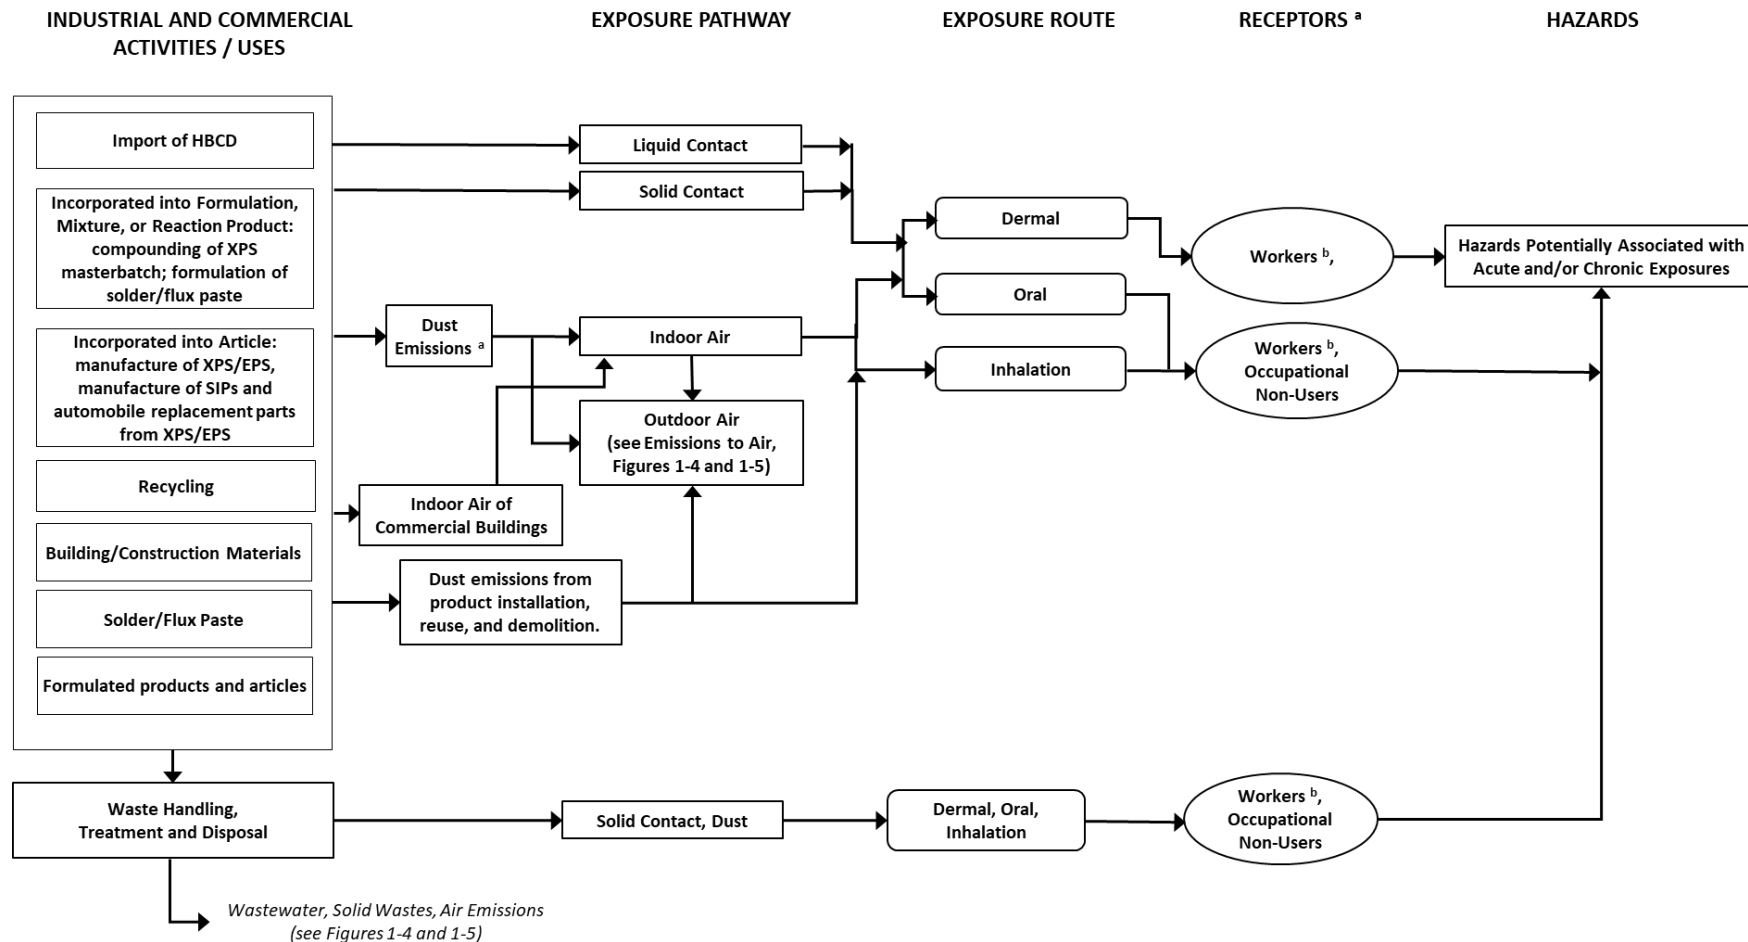 INDUSTRIAL AND COMMERCIAL
ACTIVITIES / USES
EXPOSURE PATHWAY
EXPOSURE ROUTE
RECEPTORS ᵃ
HAZARDS
Import of HBCD
Incorporated into Formulation,
Mixture, or Reaction Product:
compounding of XPS
masterbatch; formulation of
solder/flux paste
Incorporated into Article:
manufacture of XPS/EPS,
manufacture of SIPs and
automobile replacement parts
from XPS/EPS
Recycling
Building/Construction Materials
Solder/Flux Paste
Formulated products and articles
Waste Handling,
Treatment and Disposal
Wastewater, Solid Wastes, Air Emissions
(see Figures 1-4 and 1-5)
Dust
Emissions ᵃ
Indoor Air of
Commercial Buildings
Dust emissions from
product installation,
reuse, and demolition.
Liquid Contact
Solid Contact
Indoor Air
Outdoor Air
(see Emissions to Air,
Figures 1-4 and 1-5)
Solid Contact, Dust
Dermal
Oral
Inhalation
Dermal, Oral,
Inhalation
Workers ᵇ,
Workers ᵇ,
Occupational
Non-Users
Workers ᵇ,
Occupational
Non-Users
Hazards Potentially Associated with
Acute and/or Chronic Exposures